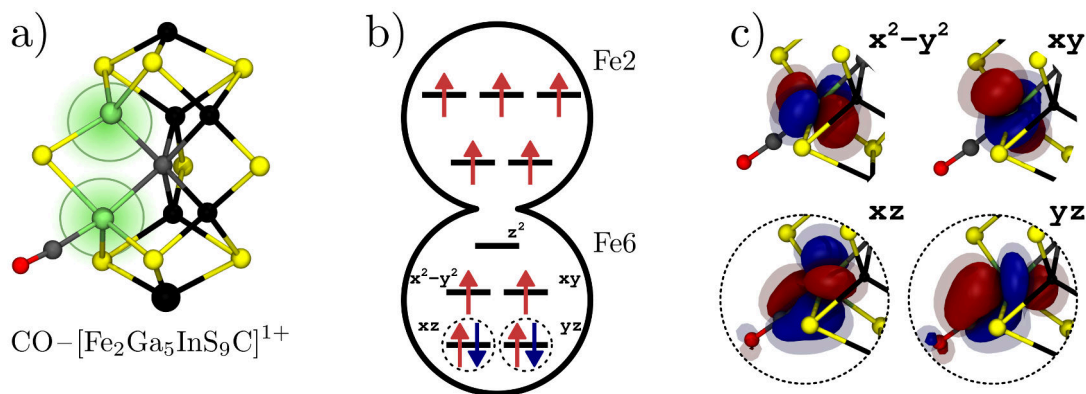 a)
CO–[Fe₂Ga₅InS₉C]¹⁺
b)
Fe2
Fe6
z²
x²−y²
xy
xz
yz
c)
x²−y²
xy
xz
yz